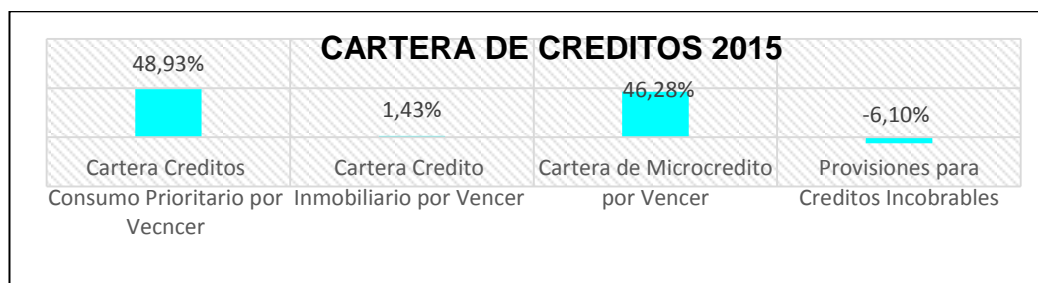 CARTERA DE CREDITOS 2015
48,93%
1,43%
46,28%
-6,10%
Cartera Creditos
Consumo Prioritario por
Vecncer
Cartera Credito
Inmobiliario por Vencer
Cartera de Microcredito
por Vencer
Provisiones para
Creditos Incobrables